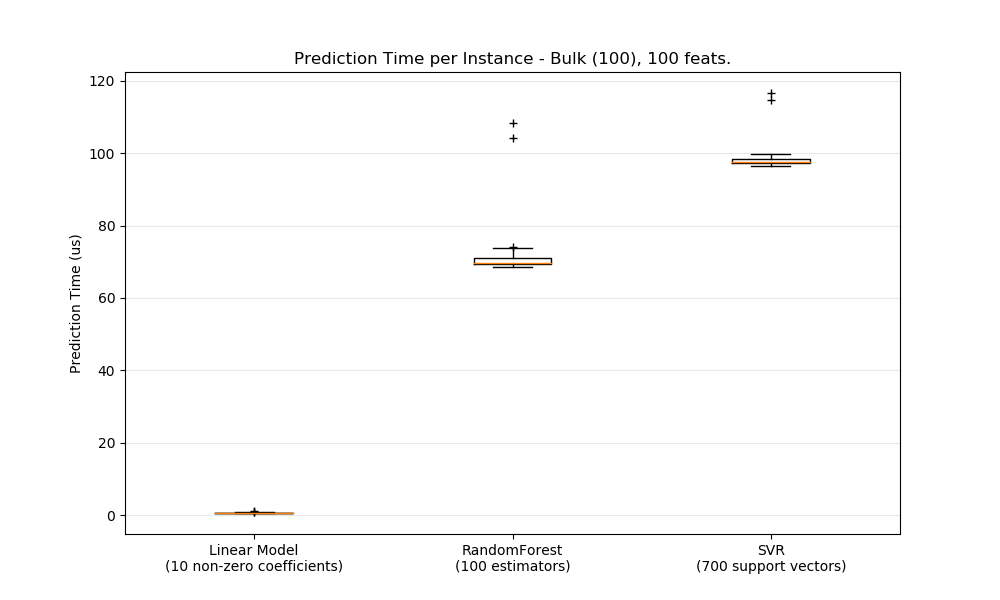 Prediction Time per Instance - Bulk (100), 100 feats.
120
100
80
60
40
20
0
Prediction Time (us)
Linear Model
(10 non-zero coefficients)
RandomForest
(100 estimators)
SVR
(700 support vectors)